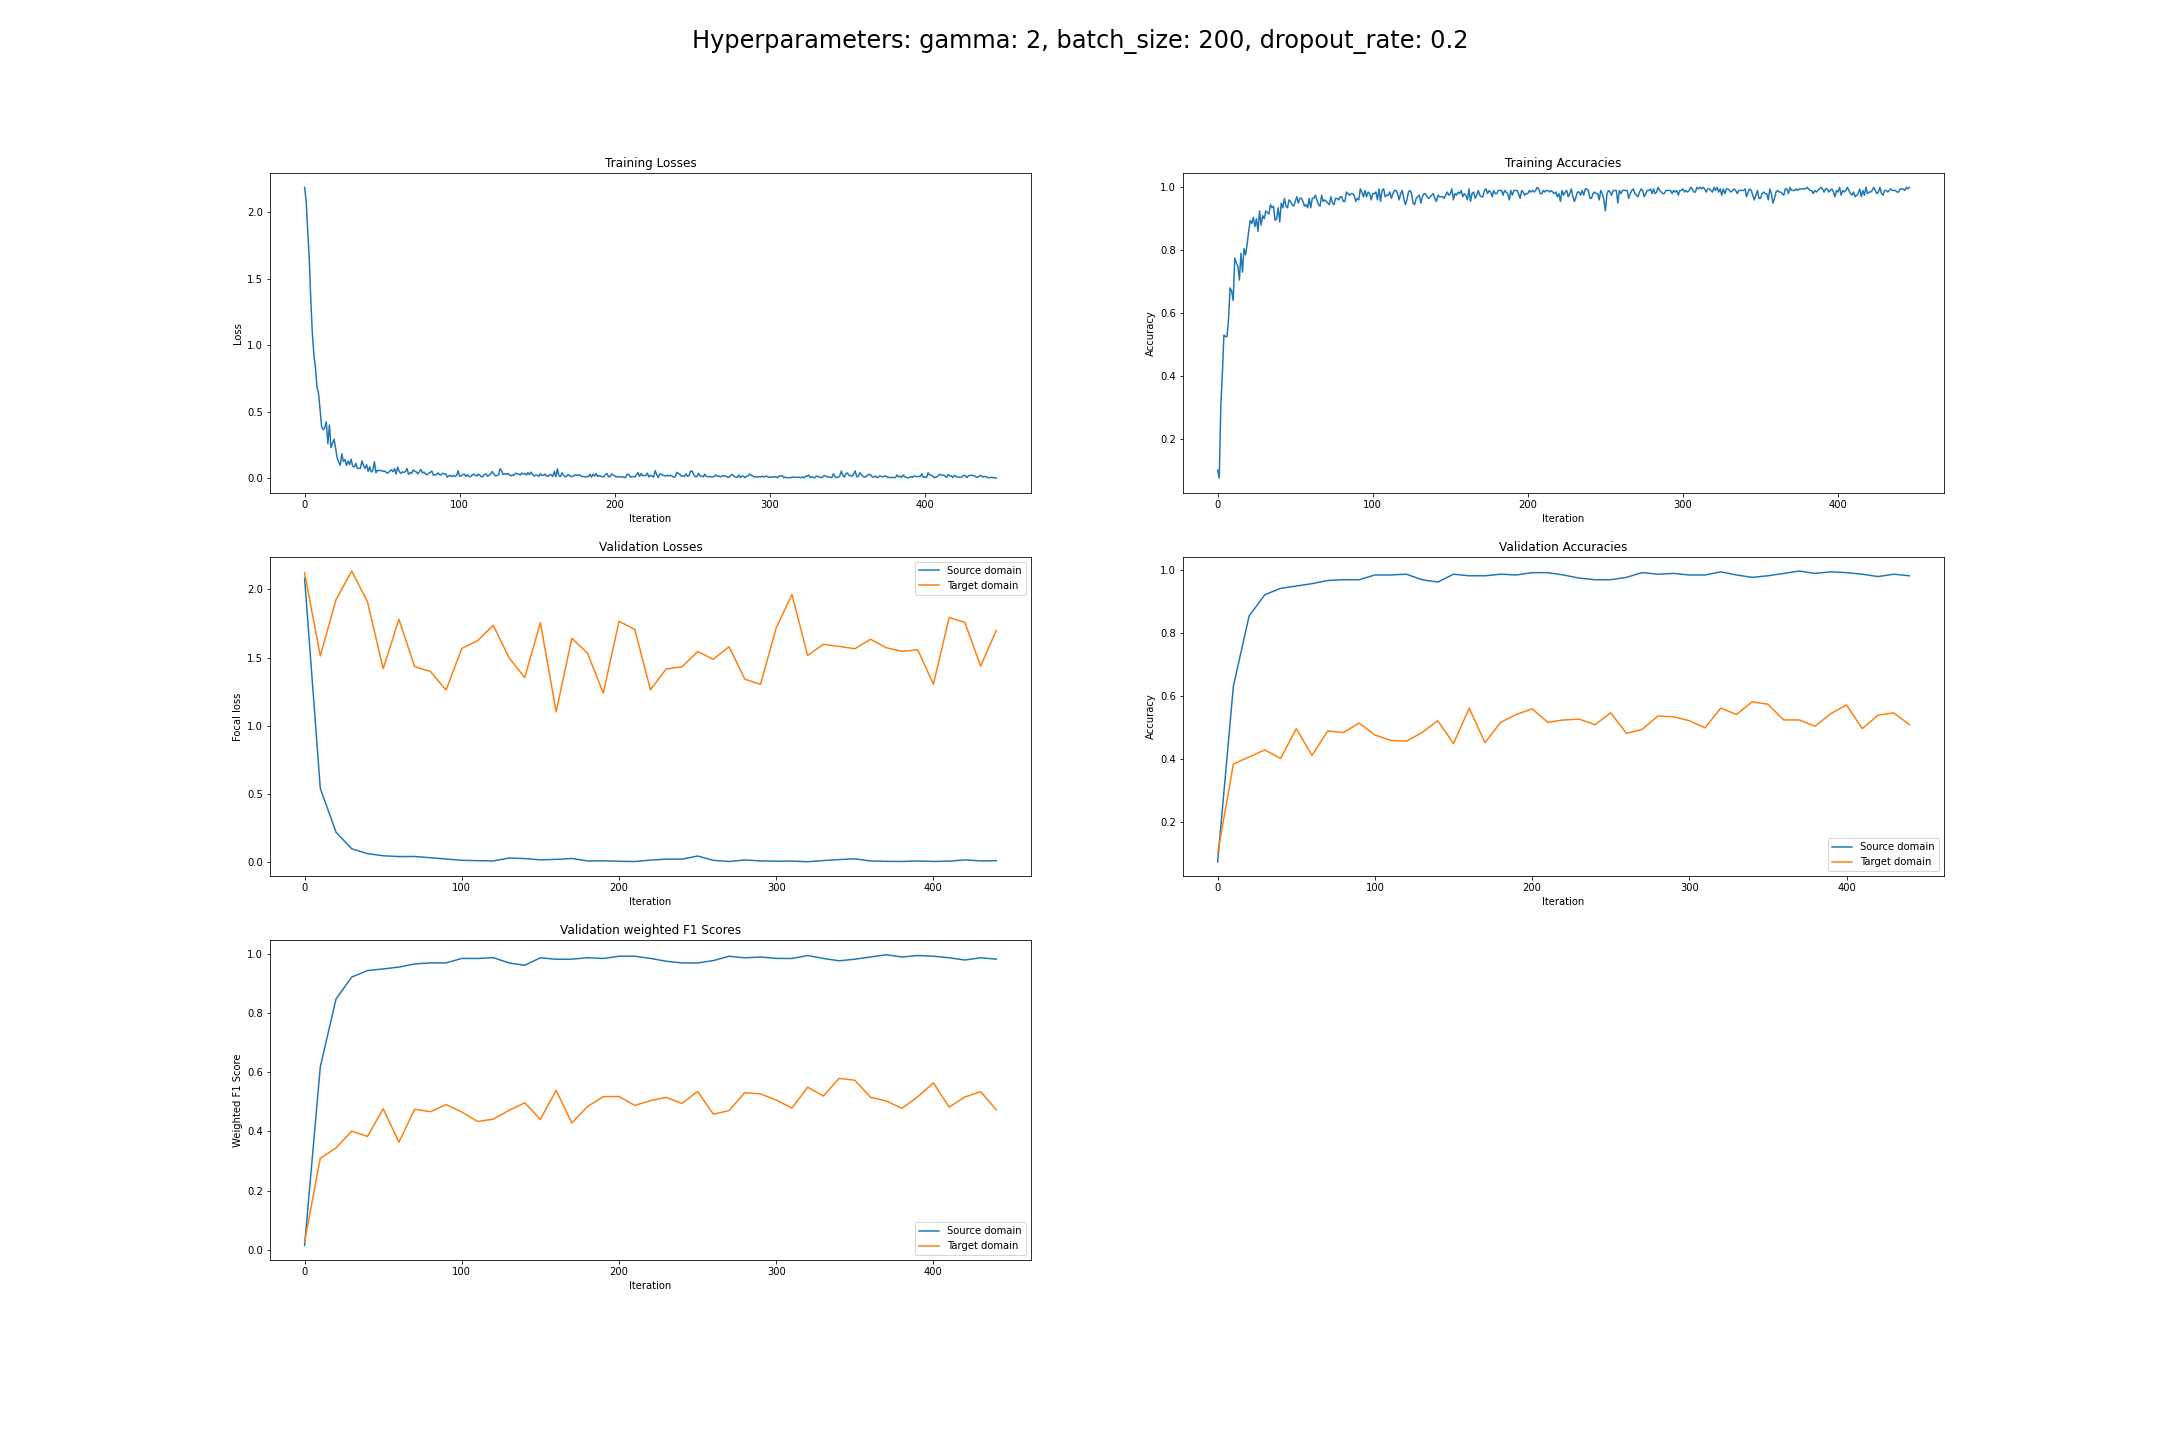 Hyperparameters: gamma: 2, batch_size: 200, dropout_rate: 0.2
Training Losses
Loss
2.0
1.5
1.0
0.5
0.0
0 100 200 300 400
Iteration
Training Accuracies
Accuracy
1.0
0.8
0.6
0.4
0.2
0 100 200 300 400
Iteration
Validation Losses
Focal loss
2.0
1.5
1.0
0.5
0.0
Source domain
Target domain
0 100 200 300 400
Iteration
Validation Accuracies
Accuracy
1.0
0.8
0.6
0.4
0.2
Source domain
Target domain
0 100 200 300 400
Iteration
Validation weighted F1 Scores
Weighted F1 Score
1.0
0.8
0.6
0.4
0.2
0.0
Source domain
Target domain
0 100 200 300 400
Iteration